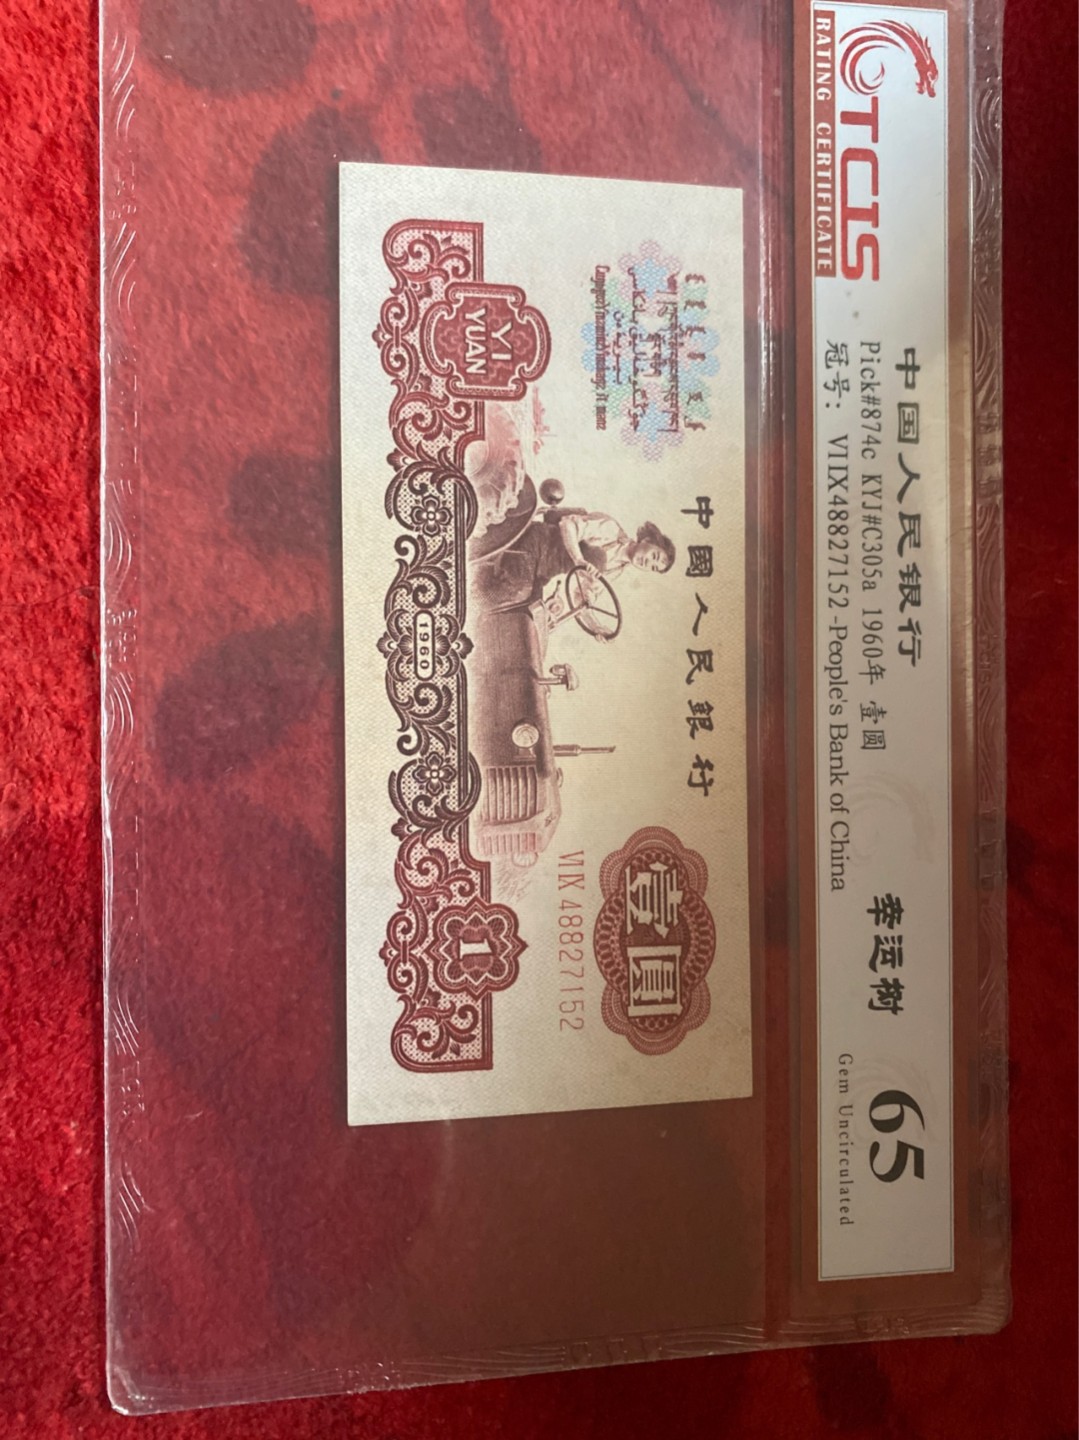 TCIS
RATING CERTIFICATE
中国人民银行
Pick#874c KYJ#C305a 1960年 壹圆
冠号: VIIX48827152 -People's Bank of China
幸运树
65
Gem Uncirculated
中國人民銀行
壹圓
VII IX 48827152
YI
YUAN
1960
1